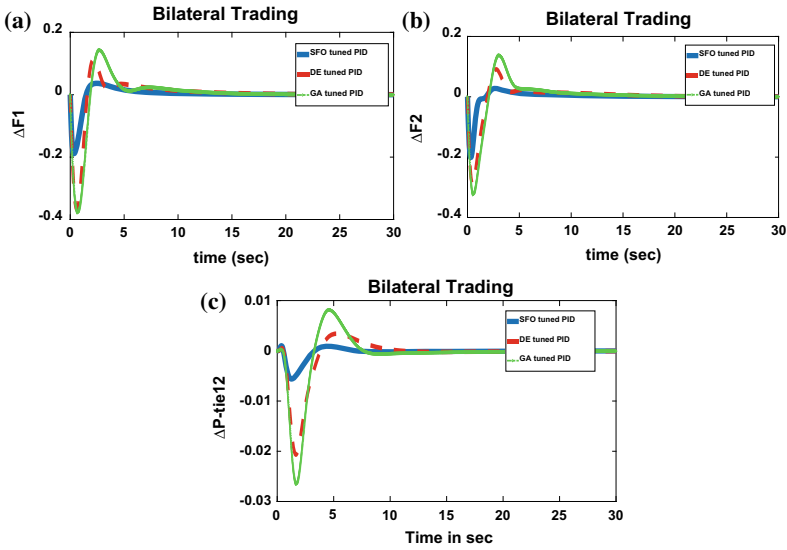 (a)
Bilateral Trading
0.2
0
-0.2
-0.4
ΔF1
SFO tuned PID
DE tuned PID
GA tuned PID
0 5 10 15 20 25 30
time (sec)
(b)
Bilateral Trading
0.2
0
-0.2
-0.4
ΔF2
SFO tuned PID
DE tuned PID
GA tuned PID
0 5 10 15 20 25 30
time (sec)
(c)
Bilateral Trading
0.01
0
-0.01
-0.02
-0.03
ΔP-tie12
SFO tuned PID
DE tuned PID
GA tuned PID
0 5 10 15 20 25 30
Time in sec